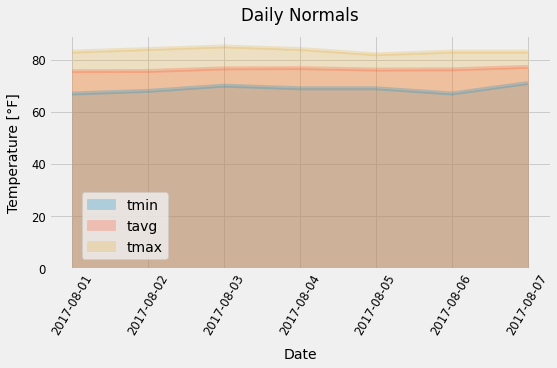 Daily Normals
Temperature [°F]
80
60
40
20
0
tmin
tavg
tmax
2017-08-01
2017-08-02
2017-08-03
2017-08-04
2017-08-05
2017-08-06
2017-08-07
Date